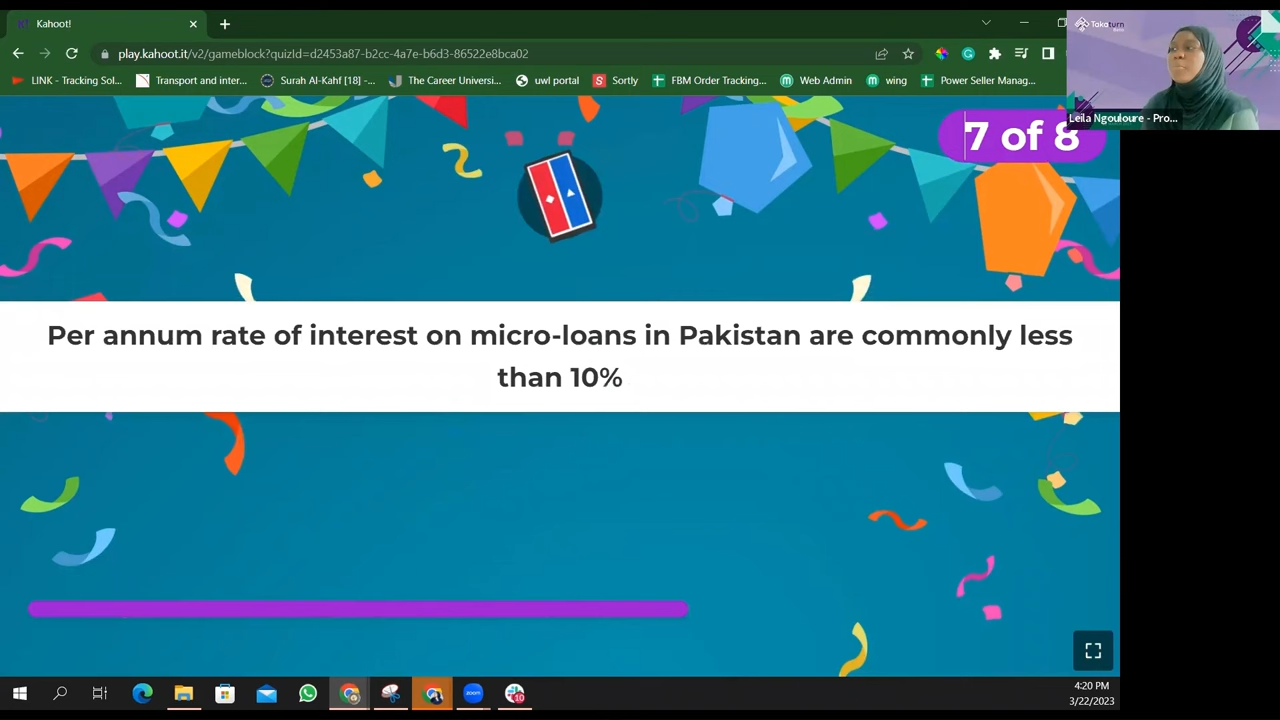 Kahoot!
play.kahoot.it/v2/gameblock?quizId=d2453a87-b2cc-4a7e-b6d3-86522e8bca02
LINK - Tracking Sol... Transport and inter... Surah Al-Kahf [18] -... The Career Universi... uwl portal Sortly FBM Order Tracking... Web Admin wing Power Seller Manag...
Takaturn
Leila Ngouloure - Pro...
7 of 8
Per annum rate of interest on micro-loans in Pakistan are commonly less
than 10%
zoom
10
4:20 PM
3/22/2023